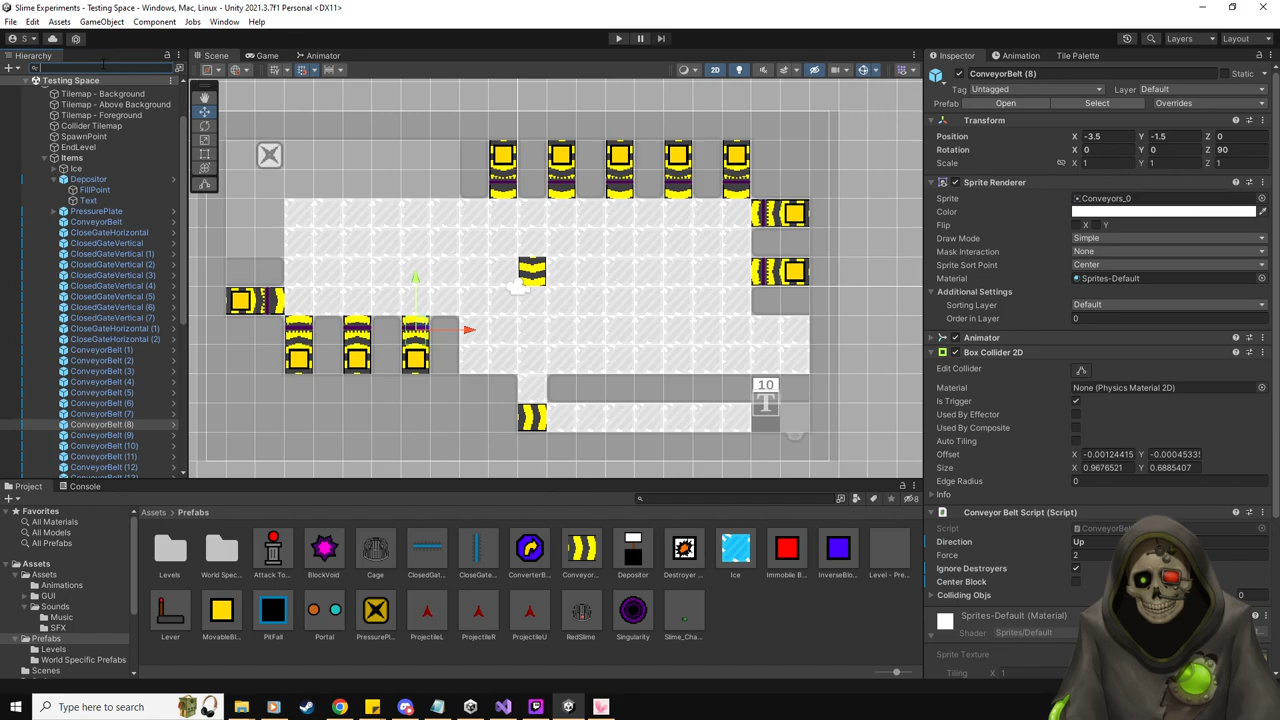 Slime Experiments - Testing Space - Windows, Mac, Linux - Unity 2021.3.7f1 Personal <DX11>
File Edit Assets GameObject Component Jobs Window Help
S
Layers
Layout
Hierarchy
Testing Space
Tilemap - Background
Tilemap - Above Background
Tilemap - Foreground
Collider Tilemap
SpawnPoint
EndLevel
Items
Ice
Depositor
FillPoint
Text
PressurePlate
ConveyorBelt
CloseGateHorizontal
ClosedGateVertical
ClosedGateVertical (1)
ClosedGateVertical (2)
ClosedGateVertical (3)
ClosedGateVertical (4)
ClosedGateVertical (5)
ClosedGateVertical (6)
ClosedGateVertical (7)
CloseGateHorizontal (1)
CloseGateHorizontal (2)
ConveyorBelt (1)
ConveyorBelt (2)
ConveyorBelt (3)
ConveyorBelt (4)
ConveyorBelt (5)
ConveyorBelt (6)
ConveyorBelt (7)
ConveyorBelt (8)
ConveyorBelt (9)
ConveyorBelt (10)
ConveyorBelt (11)
ConveyorBelt (12)
Scene Game Animator
2D
10
T
Inspector Animation Tile Palette
ConveyorBelt (8)
Static
Tag Untagged Layer Default
Prefab Open Select Overrides
Transform
Position X -3.5 Y -1.5 Z 0
Rotation X 0 Y 0 Z 90
Scale X 1 Y 1 Z 1
Sprite Renderer
Sprite Conveyors_0
Color
Flip X Y
Draw Mode Simple
Mask Interaction None
Sprite Sort Point Center
Material Sprites-Default
Additional Settings
Sorting Layer Default
Order in Layer 0
Animator
Box Collider 2D
Edit Collider
Material None (Physics Material 2D)
Is Trigger
Used By Effector
Used By Composite
Auto Tiling
Offset X -0.00124415 Y -0.00045335
Size X 0.9676521 Y 0.6885407
Edge Radius 0
Info
Conveyor Belt Script (Script)
Script
Direction Up
Force 2
Ignore Destroyers
Center Block
Colliding Objs 0
Sprites-Default (Material)
Shader Sprites/Default
Sprite Texture
Tiling X 1
Project Console
8
Favorites
All Materials
All Models
All Prefabs
Assets
Assets
Animations
GUI
Sounds
Music
SFX
Prefabs
Levels
World Specific Prefabs
Scenes
Assets > Prefabs
Levels World Spec... Attack To... BlockVoid Cage ClosedGat... CloseGate... ConverterB... Conveyor... Depositor Destroyer ... Ice Immobile B... InverseBlo... Level - Pre...
Lever MovableBl... PitFall Portal PressurePl... ProjectileL ProjectileR ProjectileU RedSlime Singularity Slime_Cha...
Type here to search